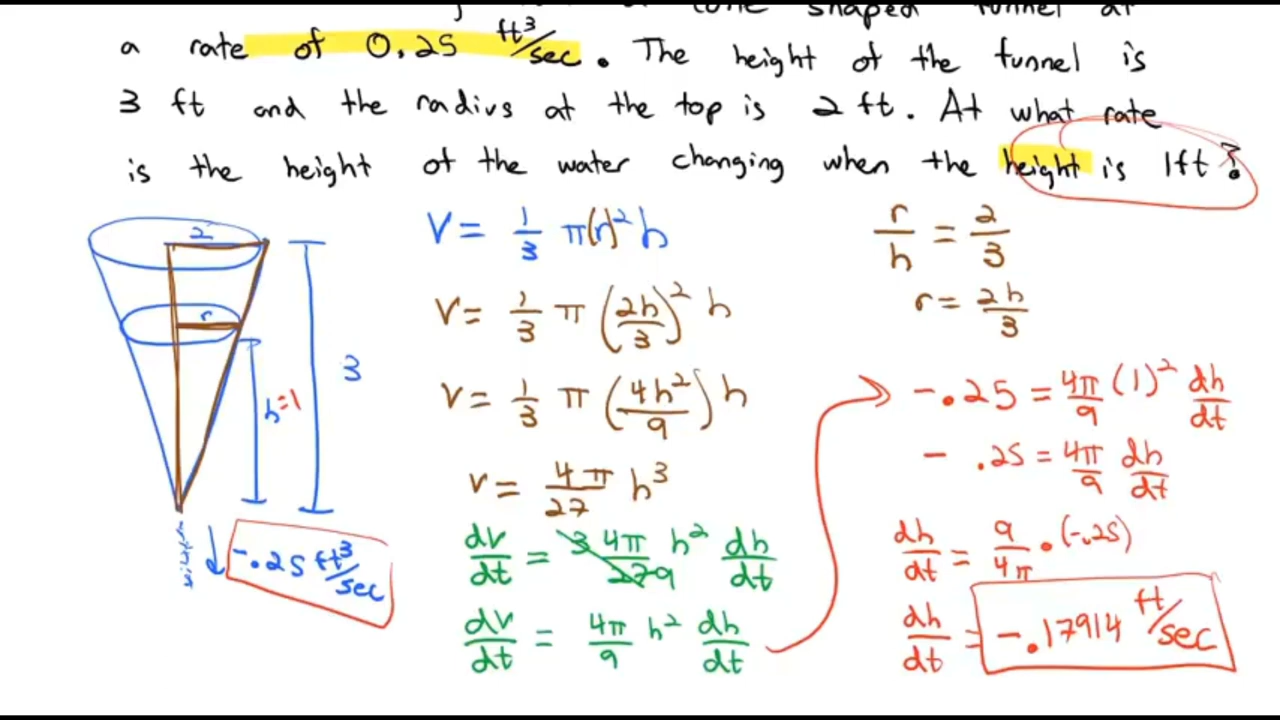 cone shaped tunnel at
a rate of 0.25 ft³/sec. The height of the tunnel is
3 ft and the radius at the top is 2 ft. At what rate
is the height of the water changing when the height is 1ft?
2
r
h=1
3
-.25 ft³/sec
V = 1/3 π(r)² h
V = 1/3 π (2h/3)² h
V = 1/3 π (4h²/9) h
V = 4π/27 h³
dv/dt = 3 4π/27 9 h² dh/dt
dv/dt = 4π/9 h² dh/dt
r/h = 2/3
r = 2h/3
-.25 = 4π/9 (1)² dh/dt
- .25 = 4π/9 dh/dt
dh/dt = 9/4π • (-.25)
dh/dt = -.17914 ft/sec